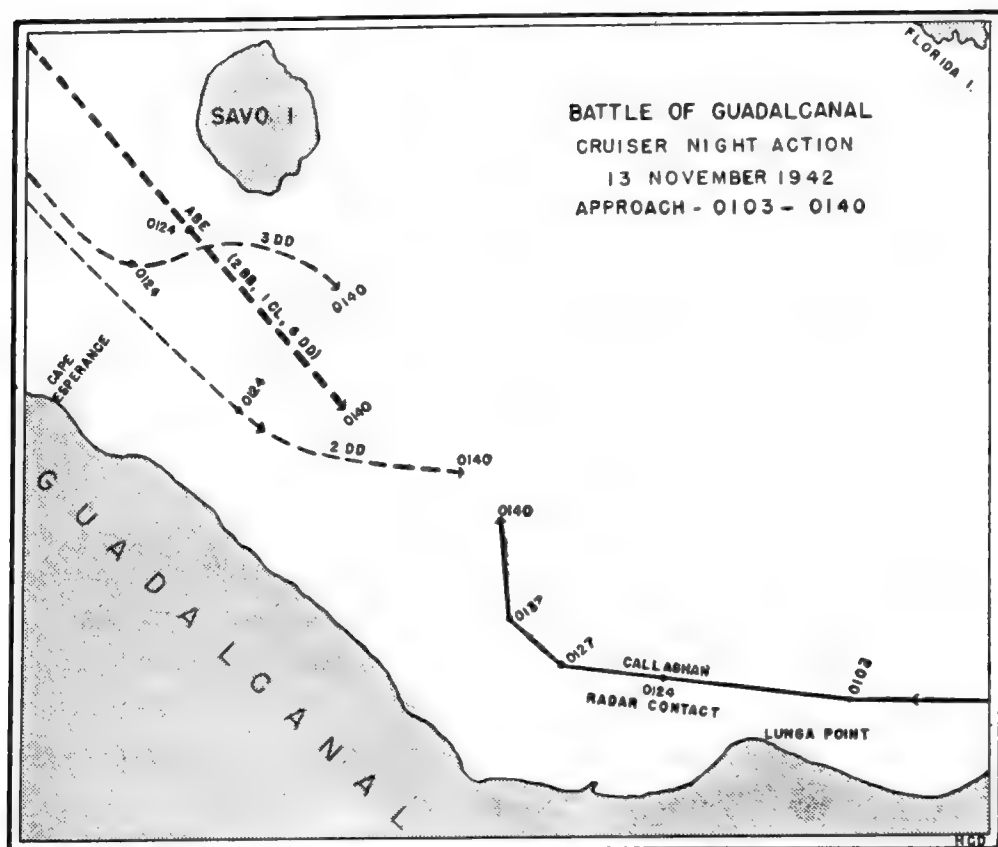 FLORIDA I.
SAVO I
BATTLE OF GUADALCANAL
CRUISER NIGHT ACTION
13 NOVEMBER 1942
APPROACH - 0103 - 0140
0124
ABE
3 DD
(2 BB, 1 CL, 6 DD)
0124
0140
CAPE
ESPERANCE
0124
0140
2 DD
0140
GUADALCANAL
0140
0137
0127
CALLAGHAN
0124
RADAR CONTACT
0103
LUNGA POINT
HCD